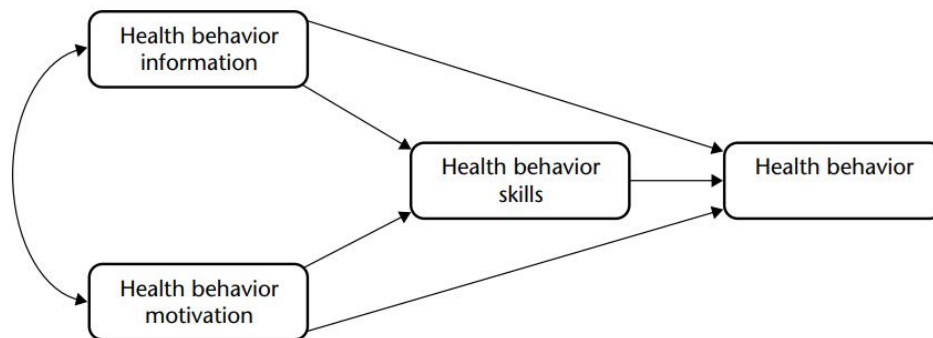 Health behavior
information
Health behavior
skills
Health behavior
Health behavior
motivation